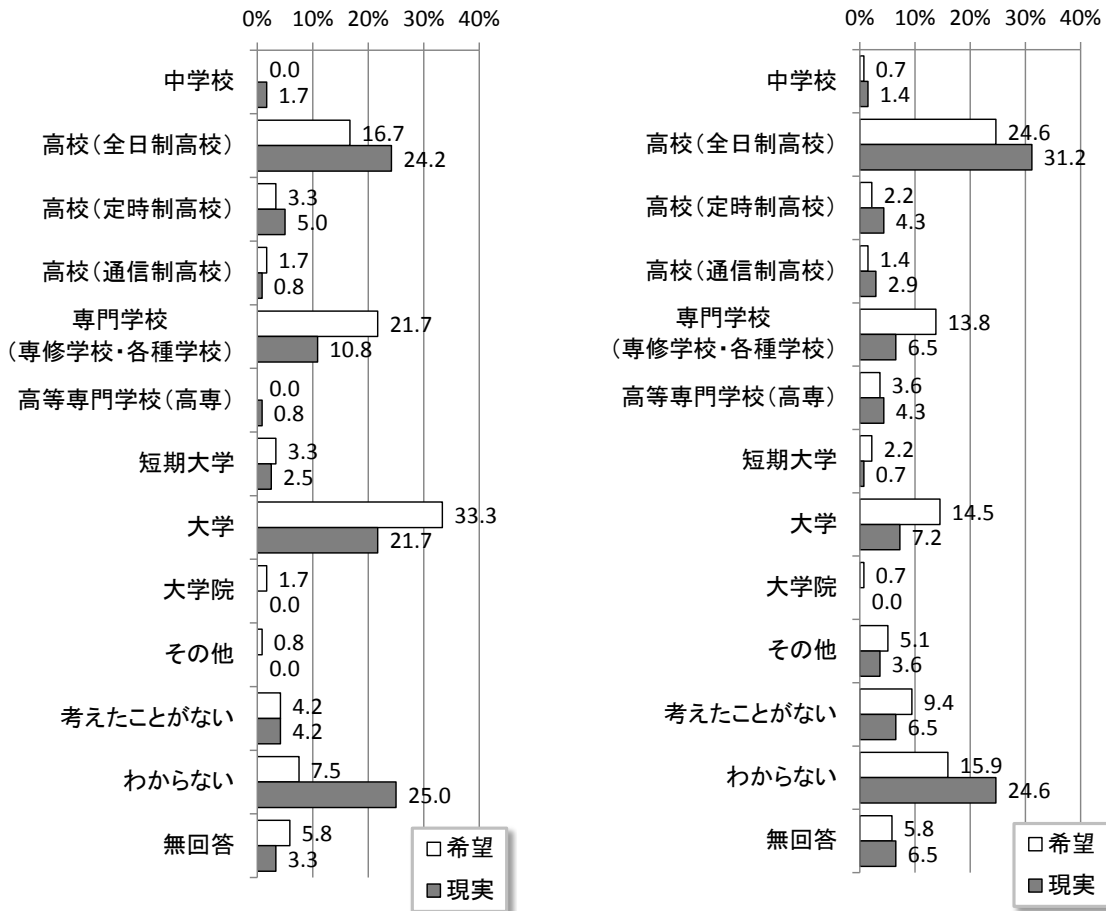 0% 10% 20% 30% 40%
中学校 0.0
1.7
高校(全日制高校) 16.7
24.2
高校(定時制高校) 3.3
5.0
高校(通信制高校) 1.7
0.8
専門学校
(専修学校・各種学校) 21.7
10.8
高等専門学校(高専) 0.0
0.8
短期大学 3.3
2.5
大学 33.3
21.7
大学院 1.7
0.0
その他 0.8
0.0
考えたことがない 4.2
4.2
わからない 7.5
25.0
無回答 5.8
3.3
希望
現実
0% 10% 20% 30% 40%
中学校 0.7
1.4
高校(全日制高校) 24.6
31.2
高校(定時制高校) 2.2
4.3
高校(通信制高校) 1.4
2.9
専門学校
(専修学校・各種学校) 13.8
6.5
高等専門学校(高専) 3.6
4.3
短期大学 2.2
0.7
大学 14.5
7.2
大学院 0.7
0.0
その他 5.1
3.6
考えたことがない 9.4
6.5
わからない 15.9
24.6
無回答 5.8
6.5
希望
現実